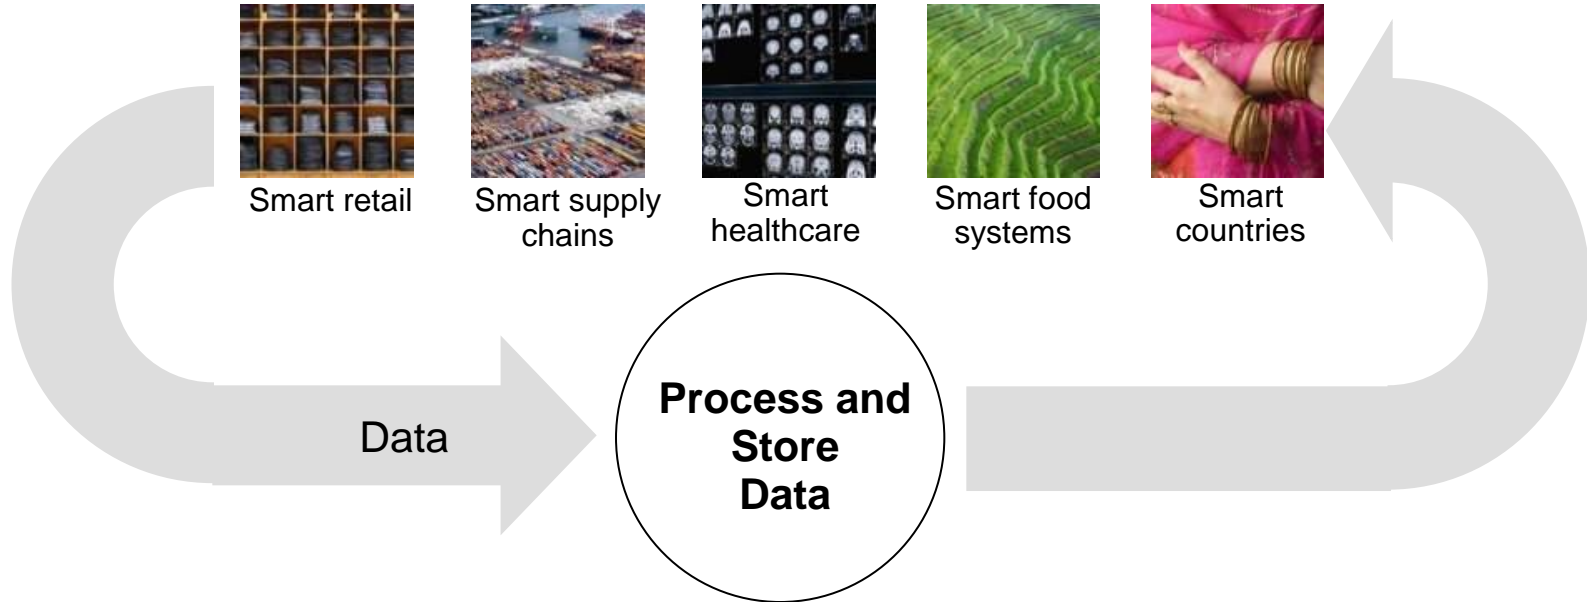 Smart retail
Smart supply
chains
Smart
healthcare
Smart food
systems
Smart
countries
Data
Process and
Store
Data